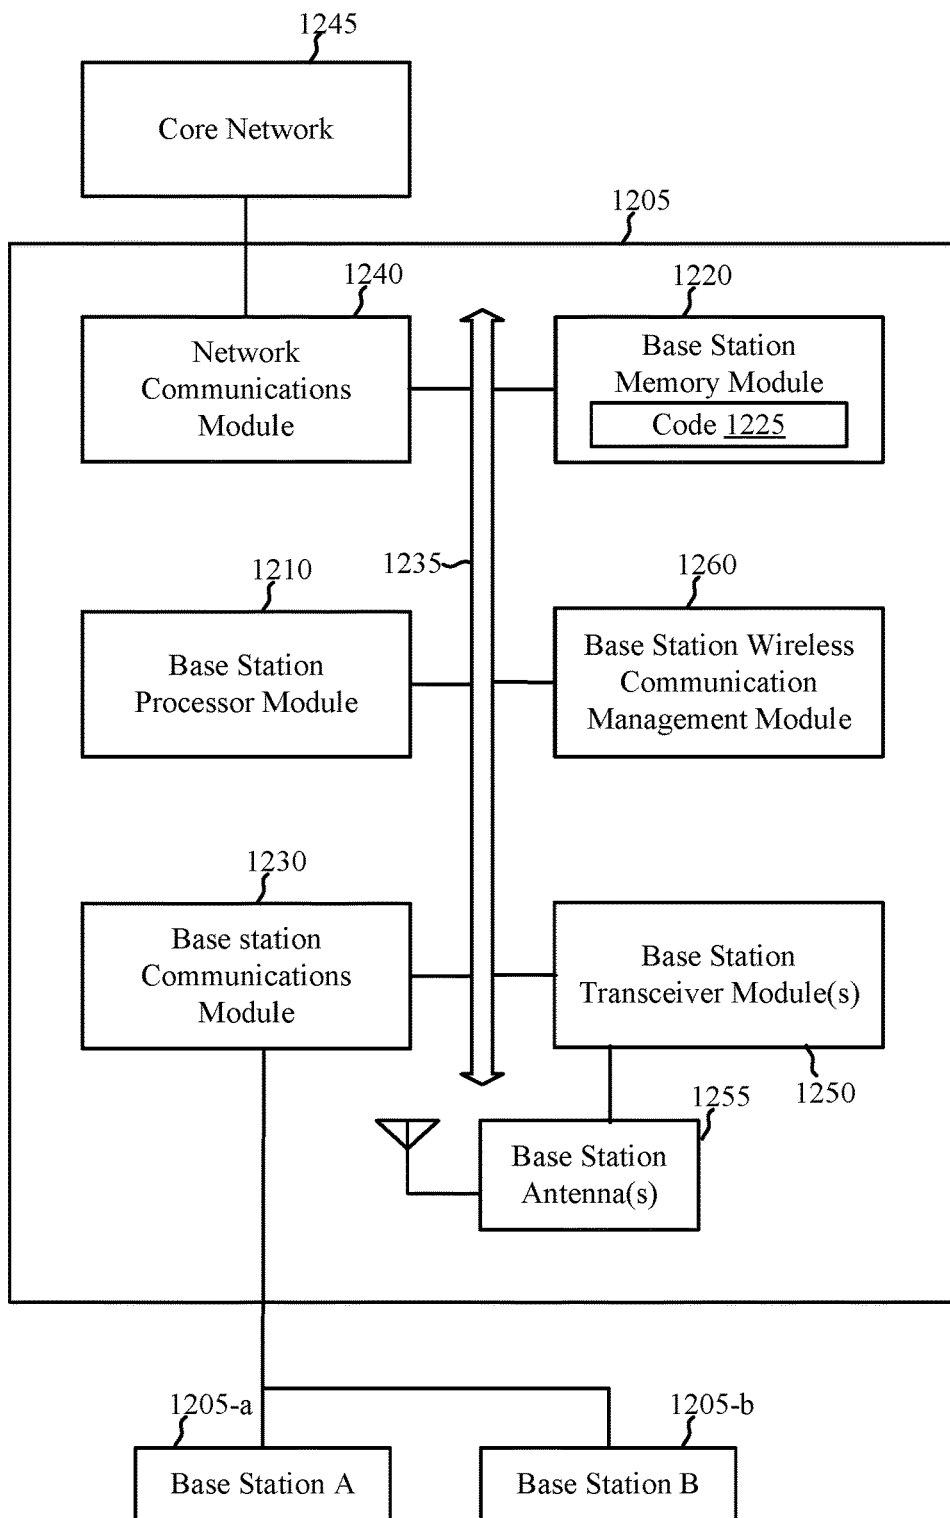 1245
Core Network
1205
1240
Network
Communications
Module
1220
Base Station
Memory Module
Code 1225
1235
1210
Base Station
Processor Module
1260
Base Station Wireless
Communication
Management Module
1230
Base station
Communications
Module
Base Station
Transceiver Module(s)
1250
1255
Base Station
Antenna(s)
1205-a
Base Station A
1205-b
Base Station B